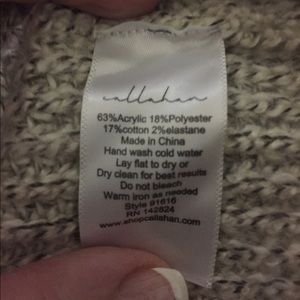 callahan
63%Acrylic 18%Polyester
17%cotton 2%elastane
Made in China
Hand wash cold water
Lay flat to dry or
Dry clean for best results
Do not bleach
Warm iron as needed
Style 91616
RN 142824
www.shopcallahan.com